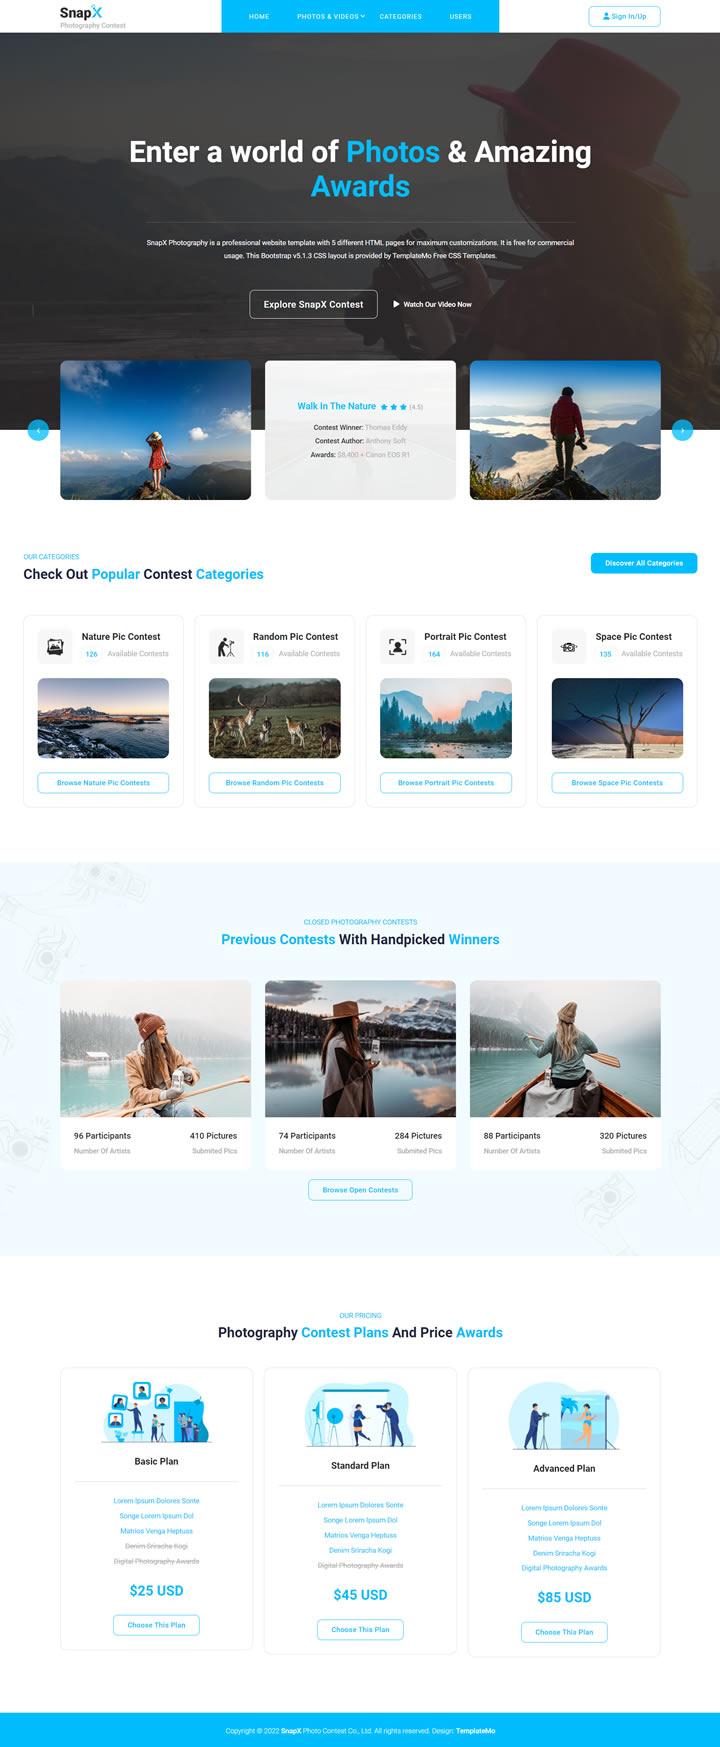 SnapX
Photography Contest
HOME
PHOTOS & VIDEOS
CATEGORIES
USERS
Sign In/Up
Enter a world of Photos & Amazing
Awards
SnapX Photography is a professional website template with 5 different HTML pages for maximum customizations. It is free for commercial
usage. This Bootstrap v5.1.3 CSS layout is provided by TemplateMo Free CSS Templates.
Explore SnapX Contest
Watch Our Video Now
Walk In The Nature (4.5)
Contest Winner: Thomas Eddy
Contest Author: Anthony Soft
Awards: $8,400 + Canon EOS R1
OUR CATEGORIES
Check Out Popular Contest Categories
Discover All Categories
Nature Pic Contest
126 Available Contests
Browse Nature Pic Contests
Random Pic Contest
116 Available Contests
Browse Random Pic Contests
Portrait Pic Contest
164 Available Contests
Browse Portrait Pic Contests
Space Pic Contest
135 Available Contests
Browse Space Pic Contests
CLOSED PHOTOGRAPHY CONTESTS
Previous Contests With Handpicked Winners
96 Participants 410 Pictures
Number Of Artists Submited Pics
74 Participants 284 Pictures
Number Of Artists Submited Pics
88 Participants 320 Pictures
Number Of Artists Submited Pics
Browse Open Contests
OUR PRICING
Photography Contest Plans And Price Awards
Basic Plan
Lorem Ipsum Dolores Sonte
Songe Lorem Ipsum Dol
Matrios Venga Heptuss
Denim Sriracha Kogi
Digital Photography Awards
$25 USD
Choose This Plan
Standard Plan
Lorem Ipsum Dolores Sonte
Songe Lorem Ipsum Dol
Matrios Venga Heptuss
Denim Sriracha Kogi
Digital Photography Awards
$45 USD
Choose This Plan
Advanced Plan
Lorem Ipsum Dolores Sonte
Songe Lorem Ipsum Dol
Matrios Venga Heptuss
Denim Sriracha Kogi
Digital Photography Awards
$85 USD
Choose This Plan
Copyright © 2022 SnapX Photo Contest Co., Ltd. All rights reserved. Design: TemplateMo